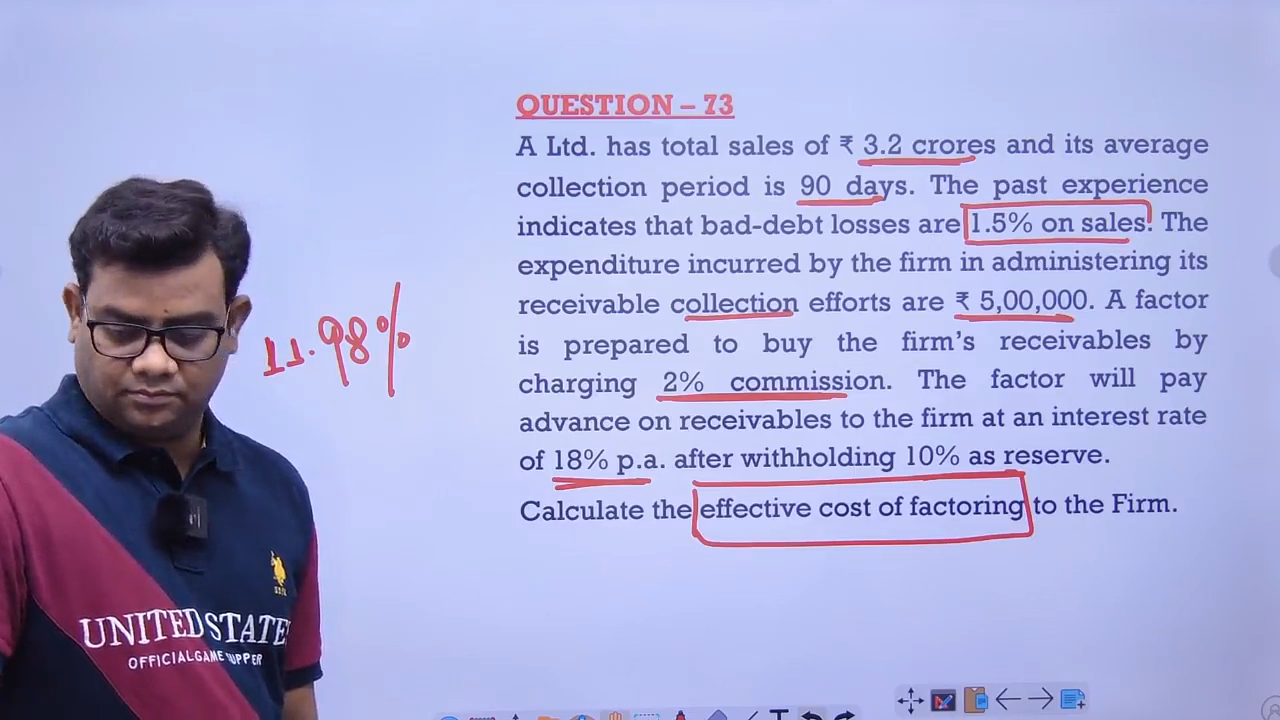 QUESTION – 73
A Ltd. has total sales of ₹ 3.2 crores and its average
collection period is 90 days. The past experience
indicates that bad-debt losses are 1.5% on sales. The
expenditure incurred by the firm in administering its
receivable collection efforts are ₹ 5,00,000. A factor
is prepared to buy the firm's receivables by
charging 2% commission. The factor will pay
advance on receivables to the firm at an interest rate
of 18% p.a. after withholding 10% as reserve.
Calculate the effective cost of factoring to the Firm.
11.98%
UNITED STATE
OFFICIAL GAME